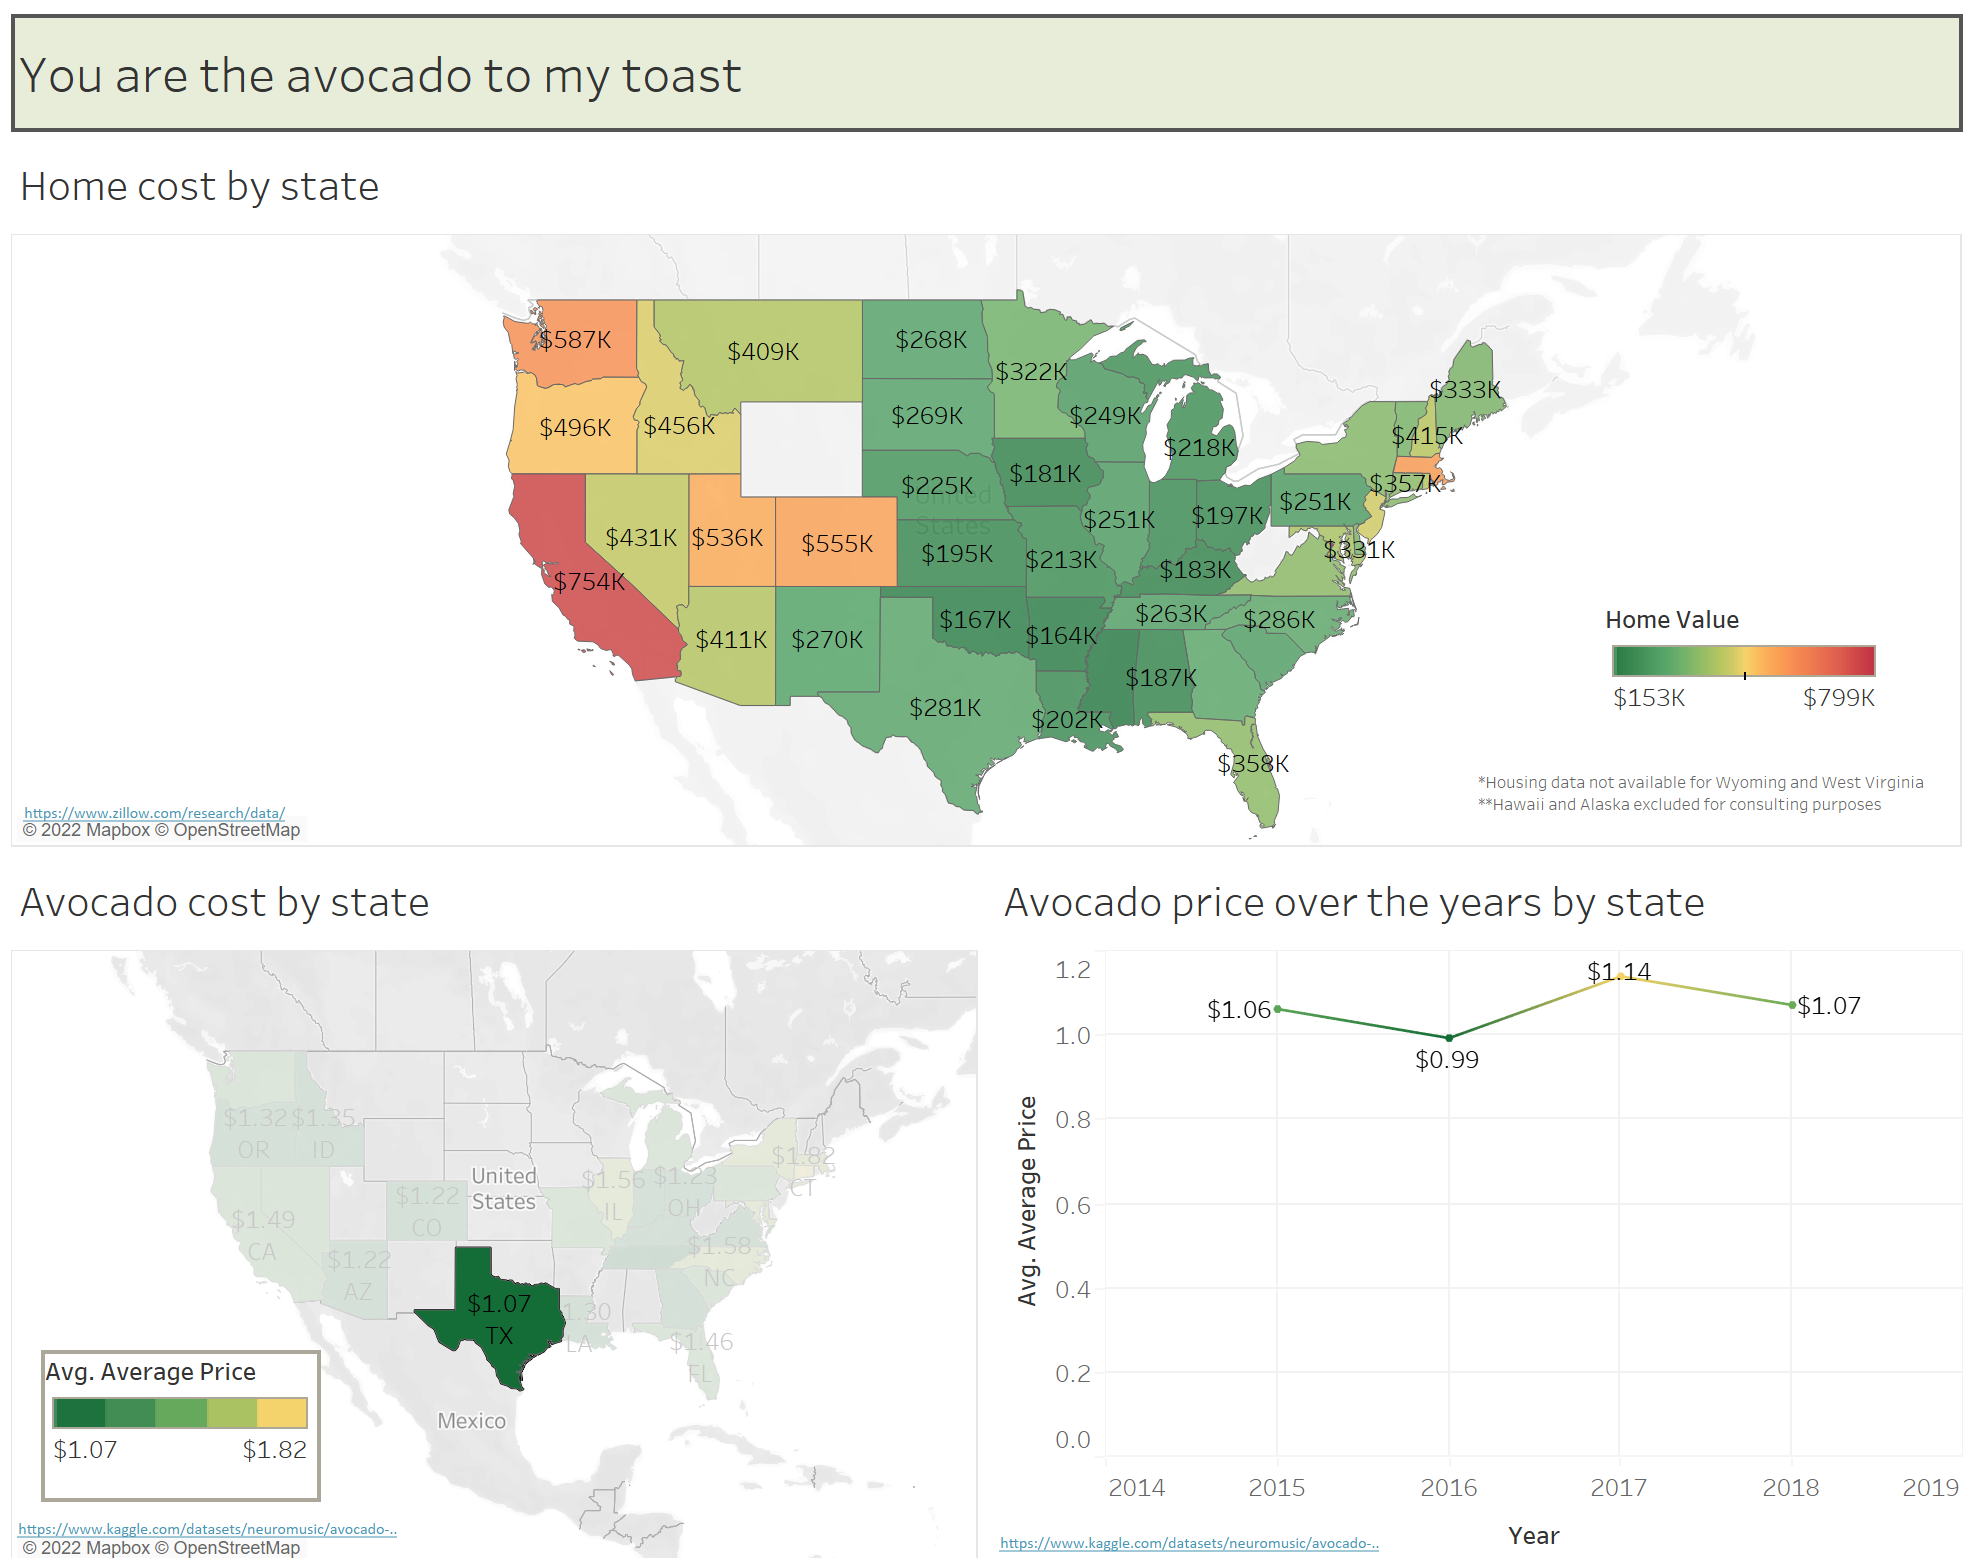 You are the avocado to my toast
Home cost by state
$587K
$409K
$268K
$322K
$333K
$496K
$456K
$269K
$249K
$218K
$415K
$225K
$181K
$357K
United
States
$431K
$536K
$555K
$195K
$213K
$251K
$197K
$251K
$331K
$754K
$183K
$411K
$270K
$167K
$164K
$263K
$286K
$281K
$202K
$187K
$358K
Home Value
$153K
$799K
*Housing data not available for Wyoming and West Virginia
**Hawaii and Alaska excluded for consulting purposes
https://www.zillow.com/research/data/
© 2022 Mapbox © OpenStreetMap
Avocado cost by state
$1.32
OR
$1.35
ID
$1.82
CT
United
States
$1.22
CO
$1.56
IL
$1.23
OH
$1.49
CA
$1.22
AZ
$1.58
NC
$1.07
TX
1.30
LA
$1.46
FL
Mexico
Avg. Average Price
$1.07
$1.82
https://www.kaggle.com/datasets/neuromusic/avocado-..
© 2022 Mapbox © OpenStreetMap
Avocado price over the years by state
Avg. Average Price
1.2
1.0
0.8
0.6
0.4
0.2
0.0
$1.06
$0.99
$1.14
$1.07
2014
2015
2016
2017
2018
2019
Year
https://www.kaggle.com/datasets/neuromusic/avocado-..